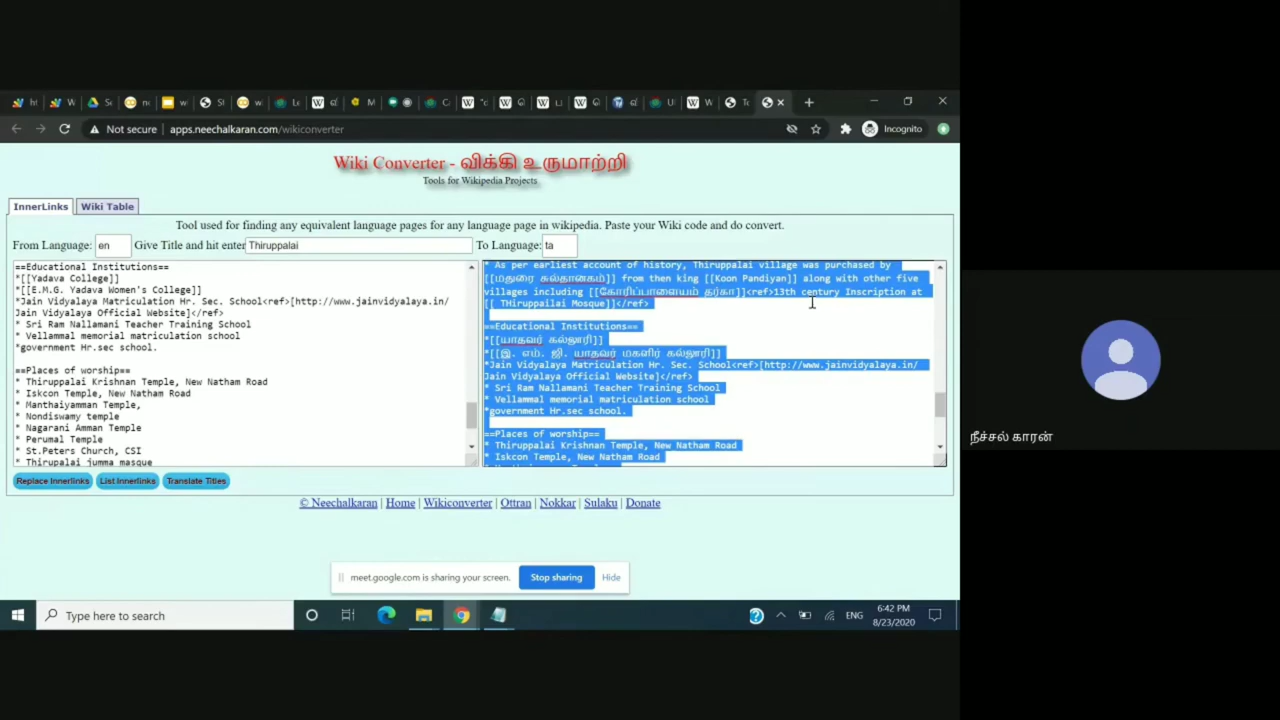 Not secure | apps.neechalkaran.com/wikiconverter
Incognito
Wiki Converter - விக்கி உருமாற்றி
Tools for Wikipedia Projects
InnerLinks
Wiki Table
Tool used for finding any equivalent language pages for any language page in wikipedia. Paste your Wiki code and do convert.
From Language: en Give Title and hit enter Thiruppalai To Language: ta
==Educational Institutions==
*[[Yadava College]]
*[[E.M.G. Yadava Women's College]]
*Jain Vidyalaya Matriculation Hr. Sec. School<ref>[http://www.jainvidyalaya.in/
Jain Vidyalaya Official Website]</ref>
* Sri Ram Nallamani Teacher Training School
* Vellammal memorial matriculation school
*government Hr.sec school.
==Places of worship==
* Thiruppalai Krishnan Temple, New Natham Road
* Iskcon Temple, New Natham Road
* Manthaiyamman Temple,
* Nondiswamy temple
* Nagarani Amman Temple
* Perumal Temple
* St.Peters Church, CSI
* Thirupalai jumma masque
* As per earliest account of history, Thiruppalai village was purchased by
[[மதுரை சுல்தானகம்]] from then king [[Koon Pandiyan]] along with other five
villages including [[கோரிப்பாளையம் தர்கா]]<ref>13th century Inscription at
[[ THiruppailai Mosque]]</ref>
==Educational Institutions==
*[[யாதவர் கல்லூரி]]
*[[இ. எம். ஜி. யாதவர் மகளிர் கல்லூரி]]
*Jain Vidyalaya Matriculation Hr. Sec. School<ref>[http://www.jainvidyalaya.in/
Jain Vidyalaya Official Website]</ref>
* Sri Ram Nallamani Teacher Training School
* Vellammal memorial matriculation school
*government Hr.sec school.
==Places of worship==
* Thiruppalai Krishnan Temple, New Natham Road
* Iskcon Temple, New Natham Road
Replace Innerlinks
List Innerlinks
Translate Titles
© Neechalkaran | Home | Wikiconverter | Ottran | Nokkar | Sulaku | Donate
நீச்சல் காரன்
meet.google.com is sharing your screen.
Stop sharing
Hide
Type here to search
ENG
6:42 PM
8/23/2020